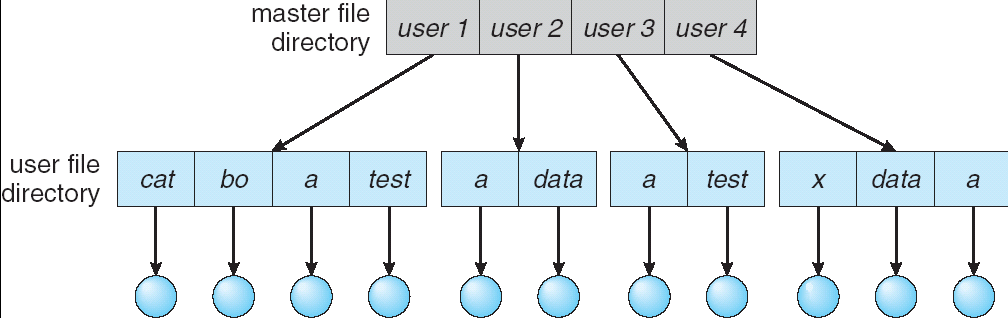 master file
directory
user 1 user 2 user 3 user 4
user file
directory
cat bo a test a data a test x data a